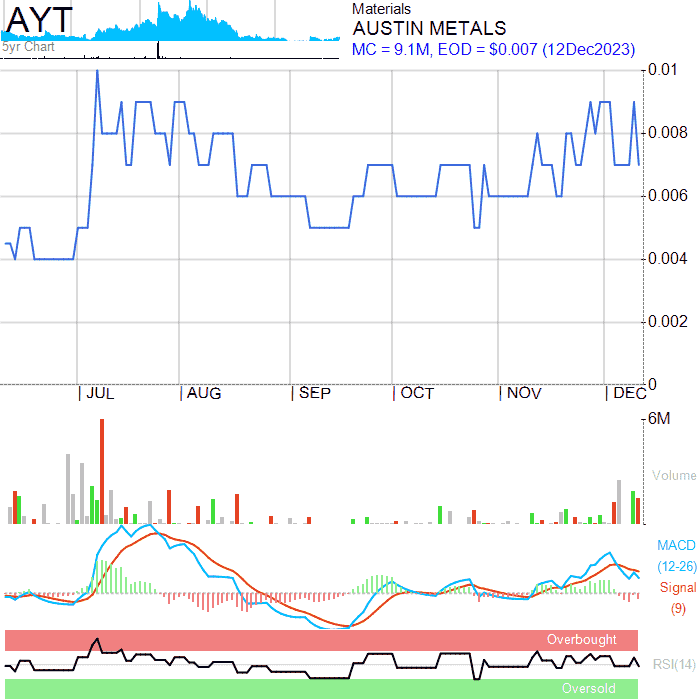 AYT
5yr Chart
Materials
AUSTIN METALS
MC = 9.1M, EOD = $0.007 (12Dec2023)
0.01
0.008
0.006
0.004
0.002
0
JUL AUG SEP OCT NOV DEC
6M
Volume
MACD
(12-26)
Signal
(9)
Overbought
RSI(14)
Oversold